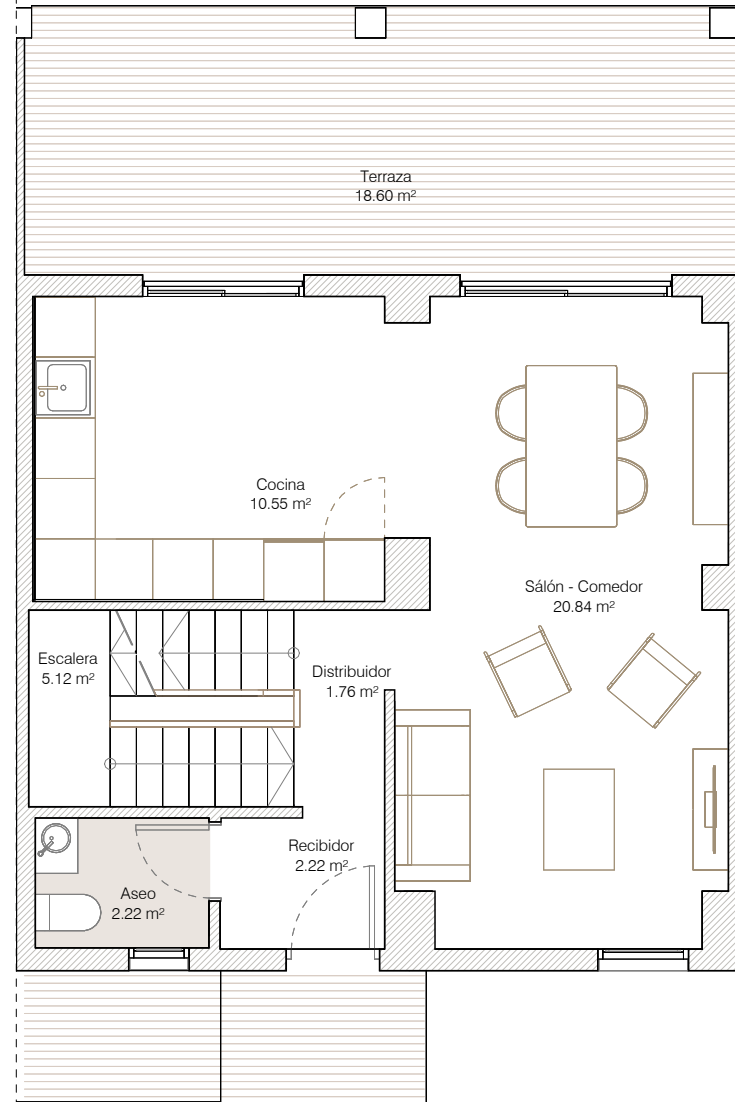 Terraza
18.60 m²
Cocina
10.55 m²
Sálón - Comedor
20.84 m²
Escalera
5.12 m²
Distribuidor
1.76 m²
Recibidor
2.22 m²
Aseo
2.22 m²